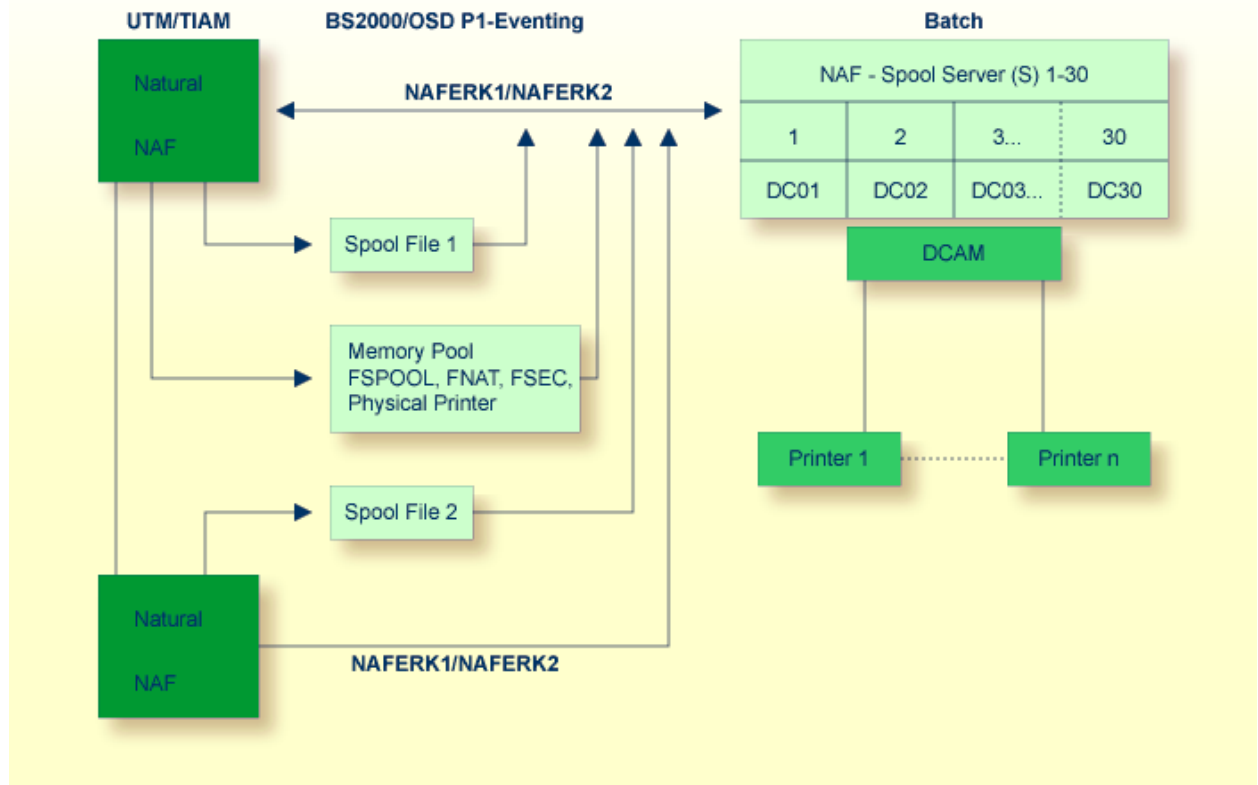 UTM/TIAM
BS2000/OSD P1-Eventing
Batch
Natural
NAF
NAFERK1/NAFERK2
NAF - Spool Server (S) 1-30
1
2
3...
30
DC01
DC02
DC03...
DC30
Spool File 1
DCAM
Memory Pool
FSPOOL, FNAT, FSEC,
Physical Printer
Printer 1
Printer n
Spool File 2
Natural
NAF
NAFERK1/NAFERK2